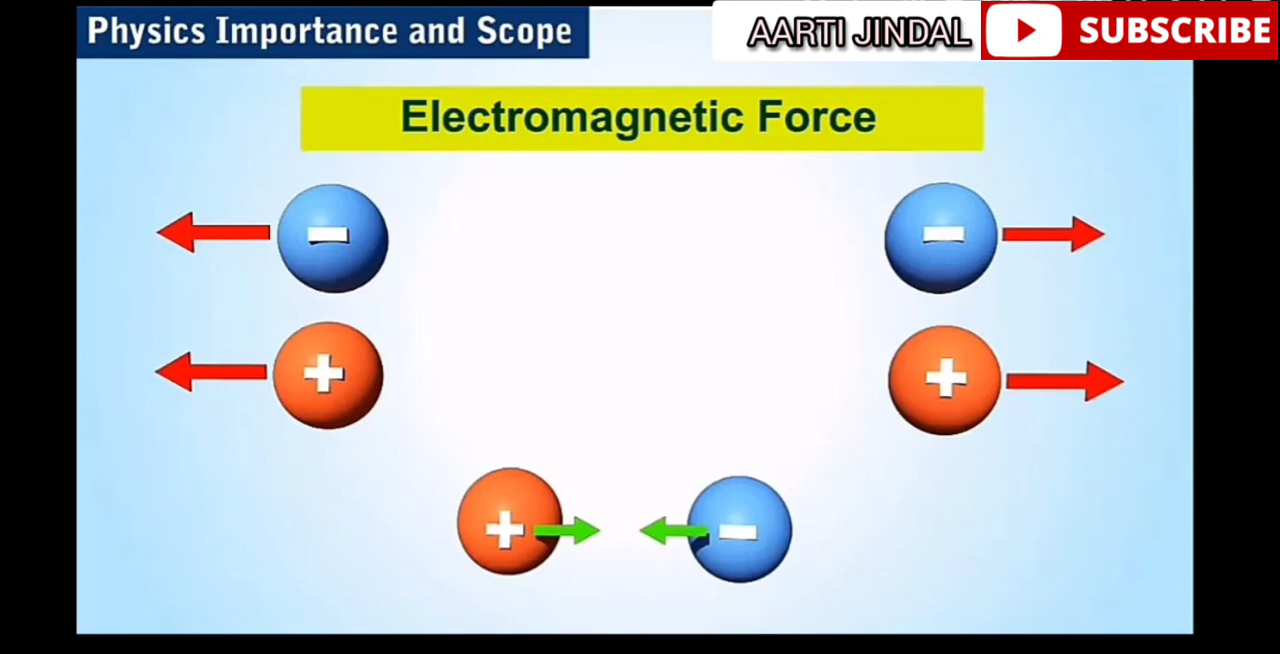 Physics Importance and Scope
AARTI JINDAL
SUBSCRIBE
Electromagnetic Force
− −
+ +
+ −